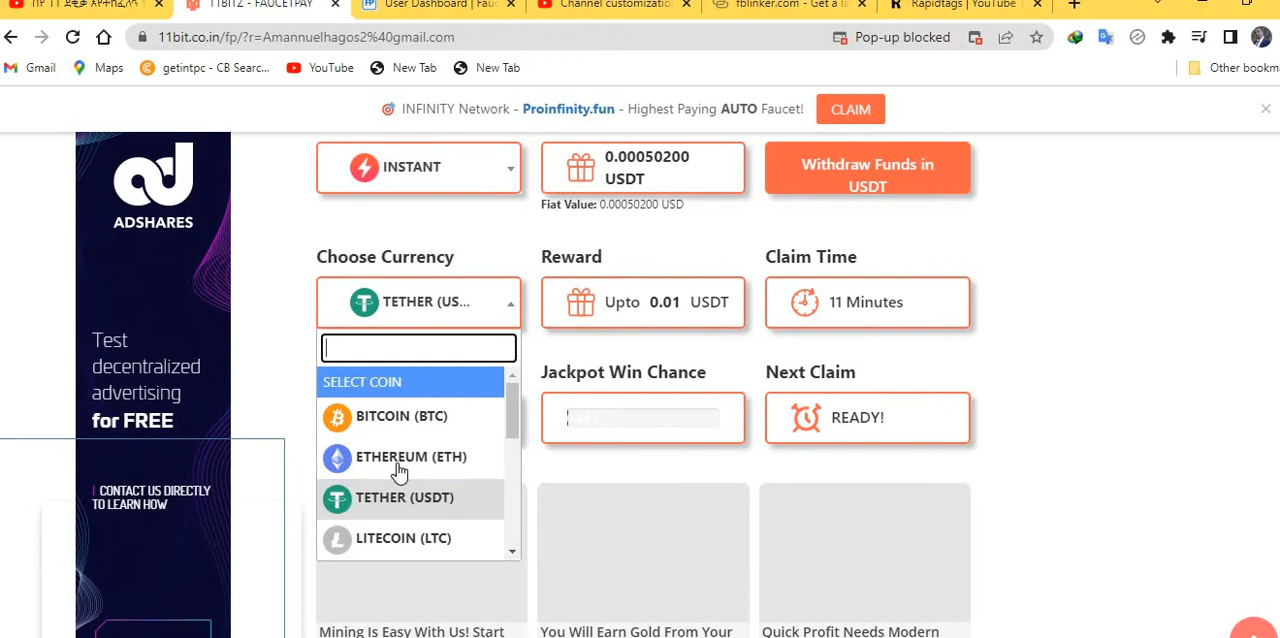 11BITZ - FAUCETPAY
User Dashboard | Fauc
Channel customizatio
fblinker.com - Get a fa
Rapidtags | YouTube
11bit.co.in/fp/?r=Amannuelhagos2%40gmail.com
Pop-up blocked
Gmail
Maps
getintpc - CB Searc...
YouTube
New Tab
New Tab
Other bookm
INFINITY Network - Proinfinity.fun - Highest Paying AUTO Faucet!
CLAIM
INSTANT
0.00050200
USDT
Withdraw Funds in
USDT
Fiat Value: 0.00050200 USD
ADSHARES
Test
decentralized
advertising
for FREE
CONTACT US DIRECTLY
TO LEARN HOW
Choose Currency
Reward
Claim Time
TETHER (US...
Upto 0.01 USDT
11 Minutes
SELECT COIN
BITCOIN (BTC)
ETHEREUM (ETH)
TETHER (USDT)
LITECOIN (LTC)
Jackpot Win Chance
Next Claim
READY!
Mining Is Easy With Us! Start
You Will Earn Gold From Your
Quick Profit Needs Modern